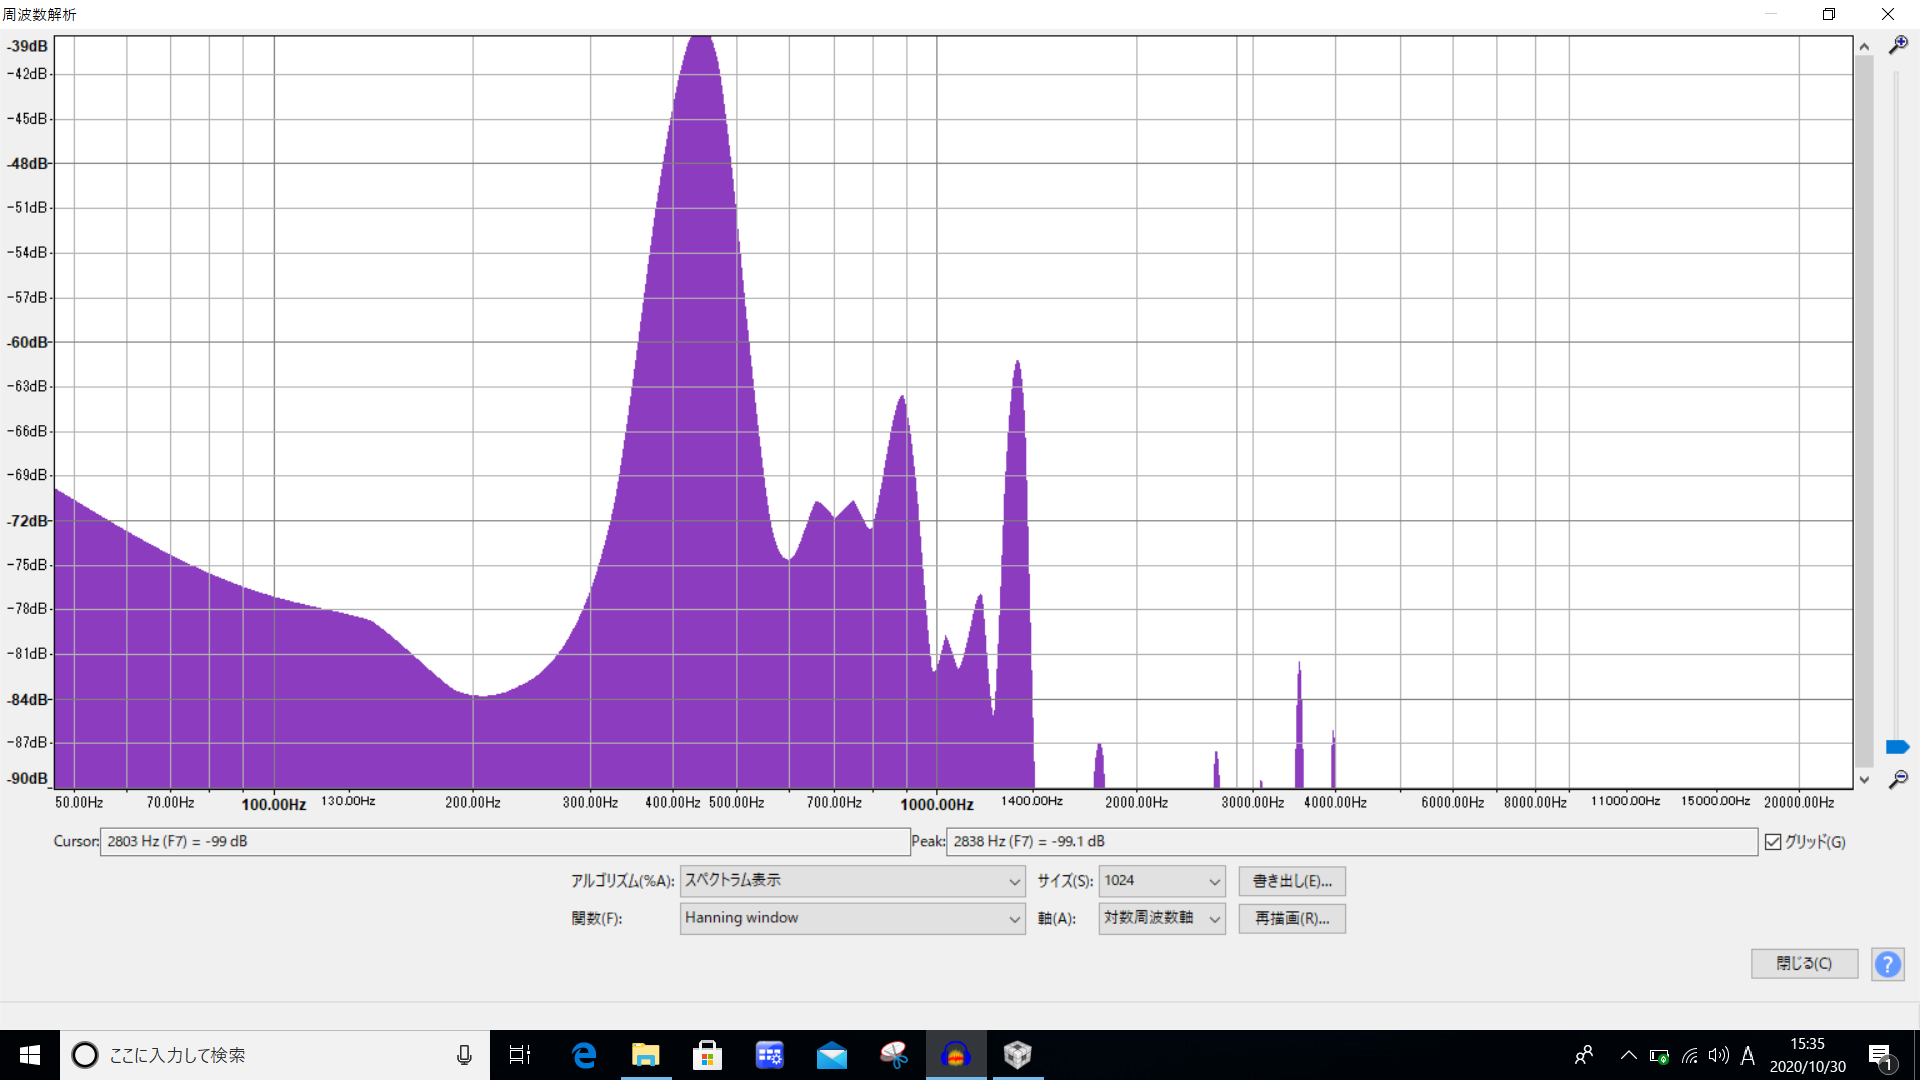 周波数解析
-39dB
-42dB
-45dB
-48dB
-51dB
-54dB
-57dB
-60dB
-63dB
-66dB
-69dB
-72dB
-75dB
-78dB
-81dB
-84dB
-87dB
-90dB
50.00Hz 70.00Hz 100.00Hz 130.00Hz 200.00Hz 300.00Hz 400.00Hz 500.00Hz 700.00Hz 1000.00Hz 1400.00Hz 2000.00Hz 3000.00Hz 4000.00Hz 6000.00Hz 8000.00Hz 11000.00Hz 15000.00Hz 20000.00Hz
Cursor: 2803 Hz (F7) = -99 dB Peak: 2838 Hz (F7) = -99.1 dB グリッド(G)
アルゴリズム(%A): スペクトラム表示 サイズ(S): 1024 書き出し(E)...
関数(F): Hanning window 軸(A): 対数周波数軸 再描画(R)...
閉じる(C) ?
ここに入力して検索
A
15:35
2020/10/30
1